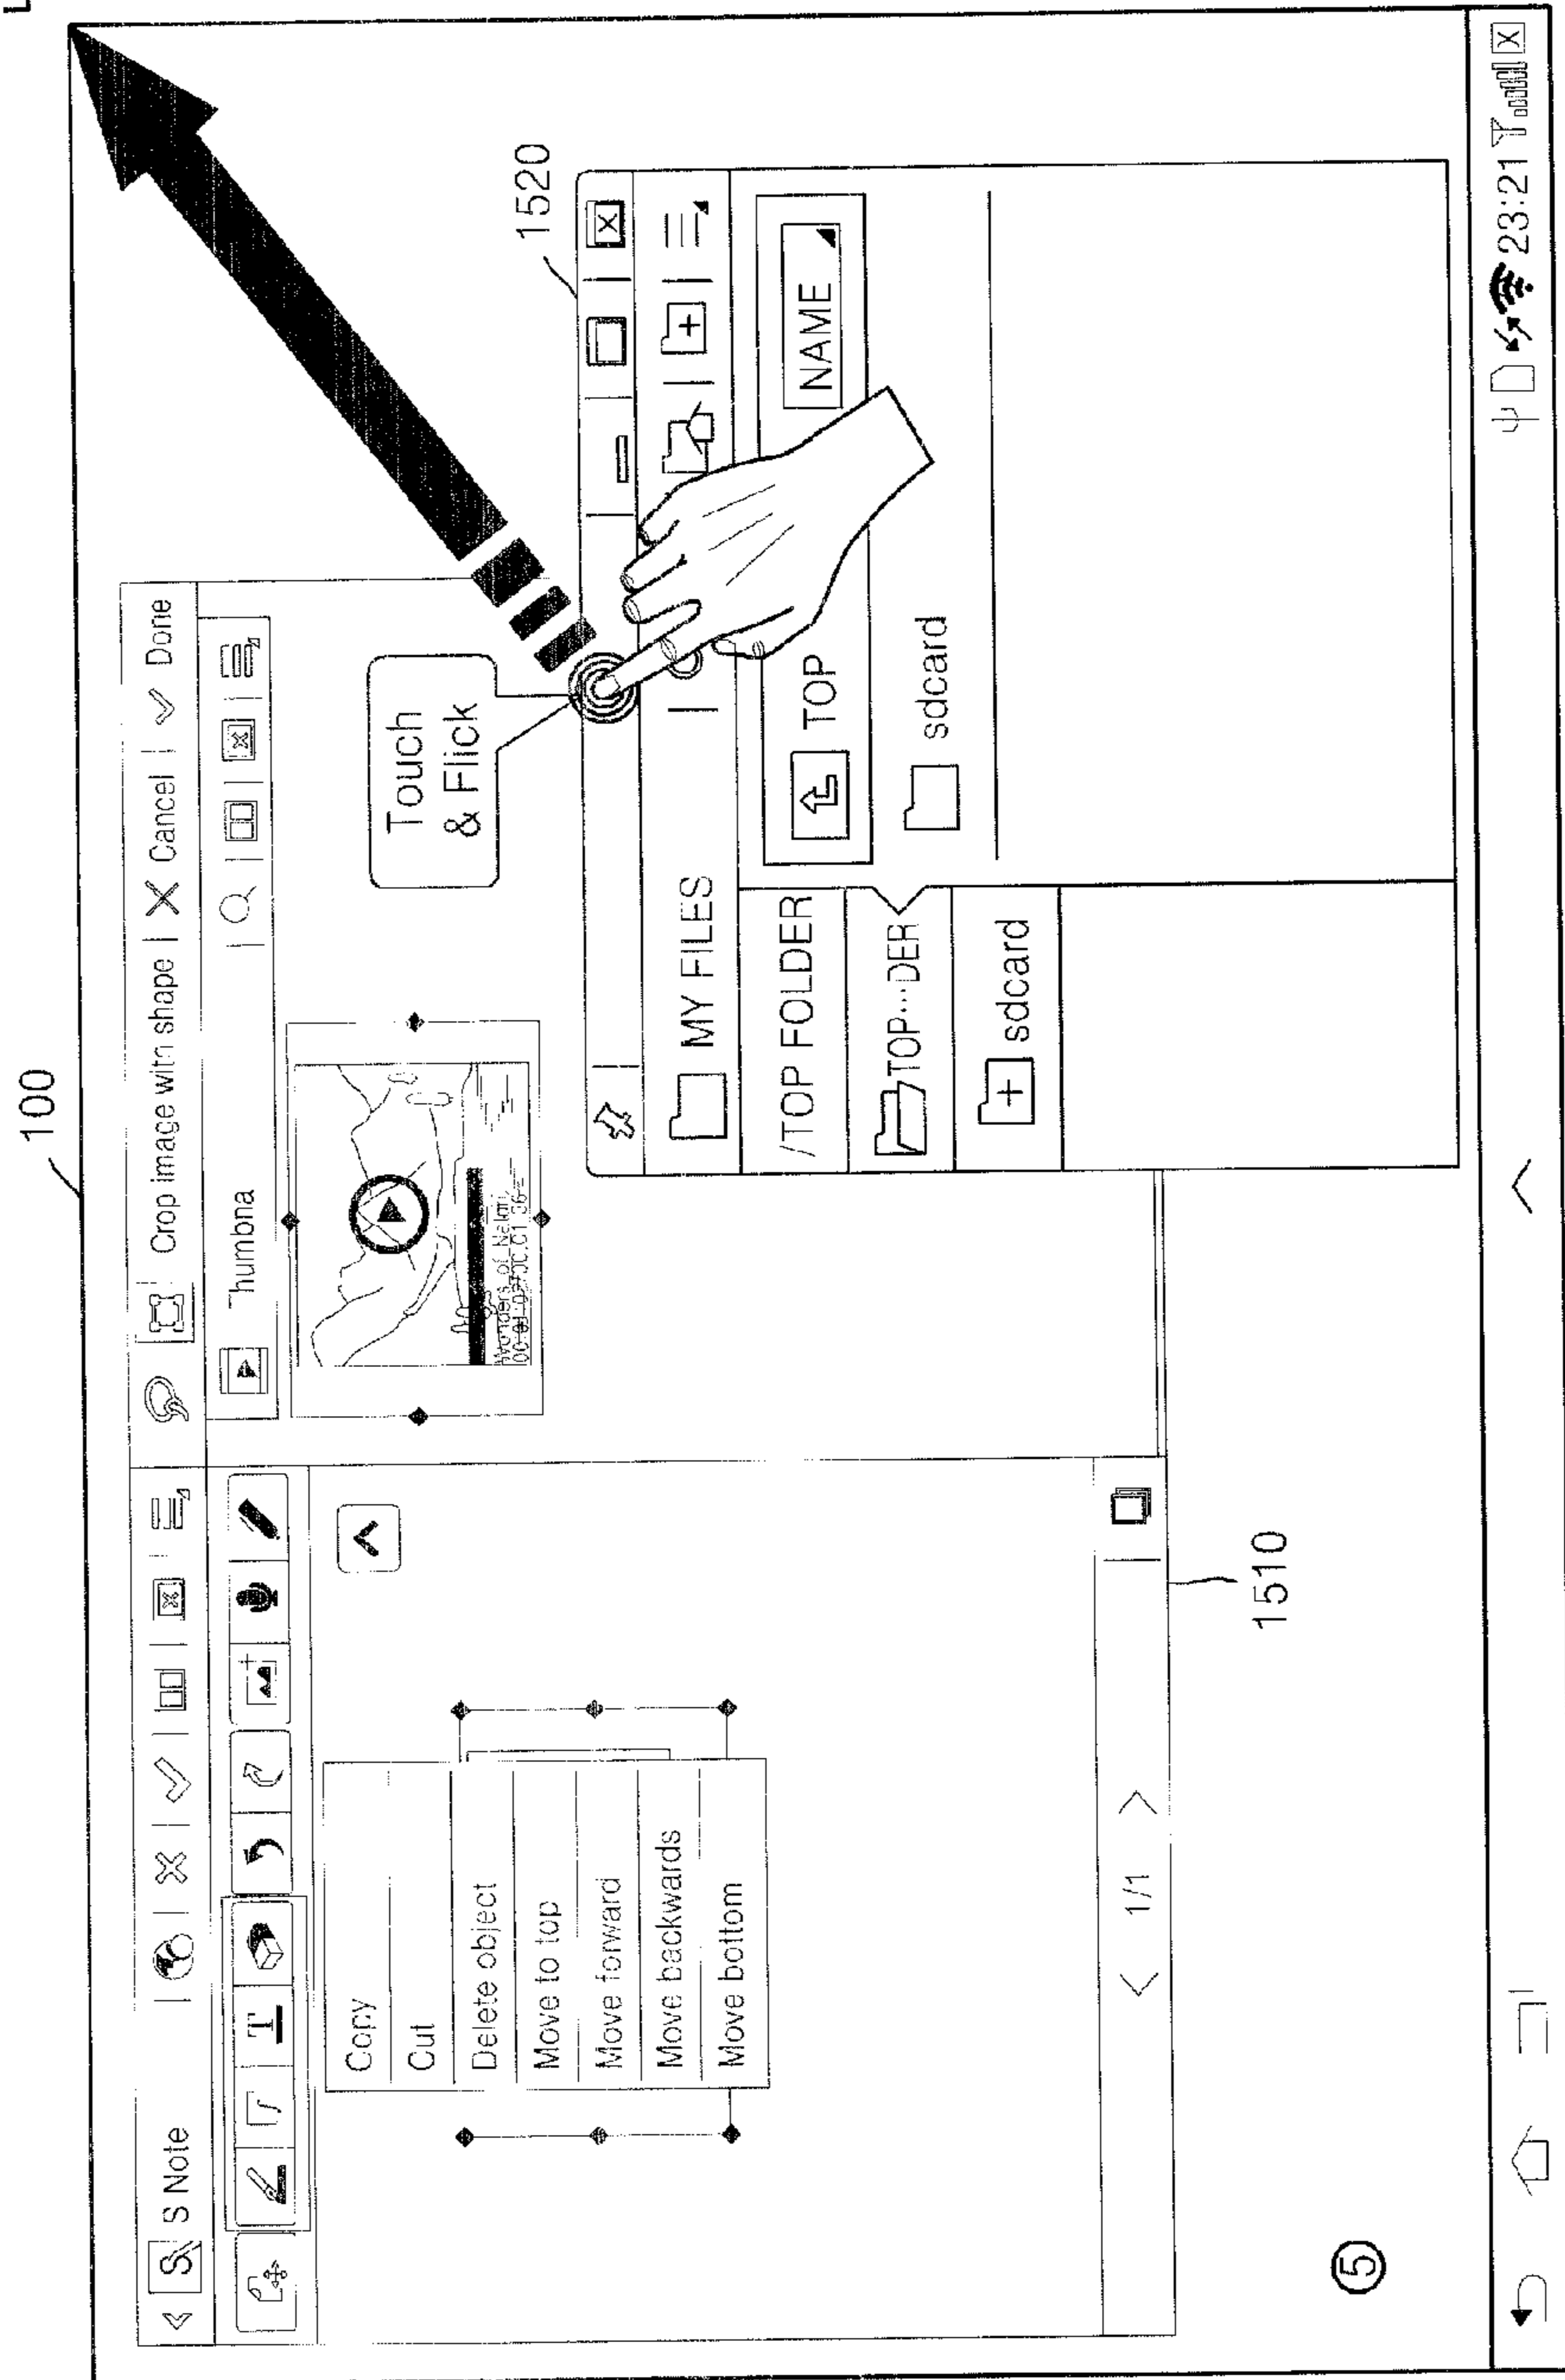 100
S Note
Crop image with shape
Cancel
Done
Thumbna
Copy
Cut
Delete object
Move to top
Move forward
Move backwards
Move bottom
1/1
1510
Touch
& Flick
1520
MY FILES
/TOP FOLDER
TOP···DER
sdcard
TOP
NAME
sdcard
5
23:21